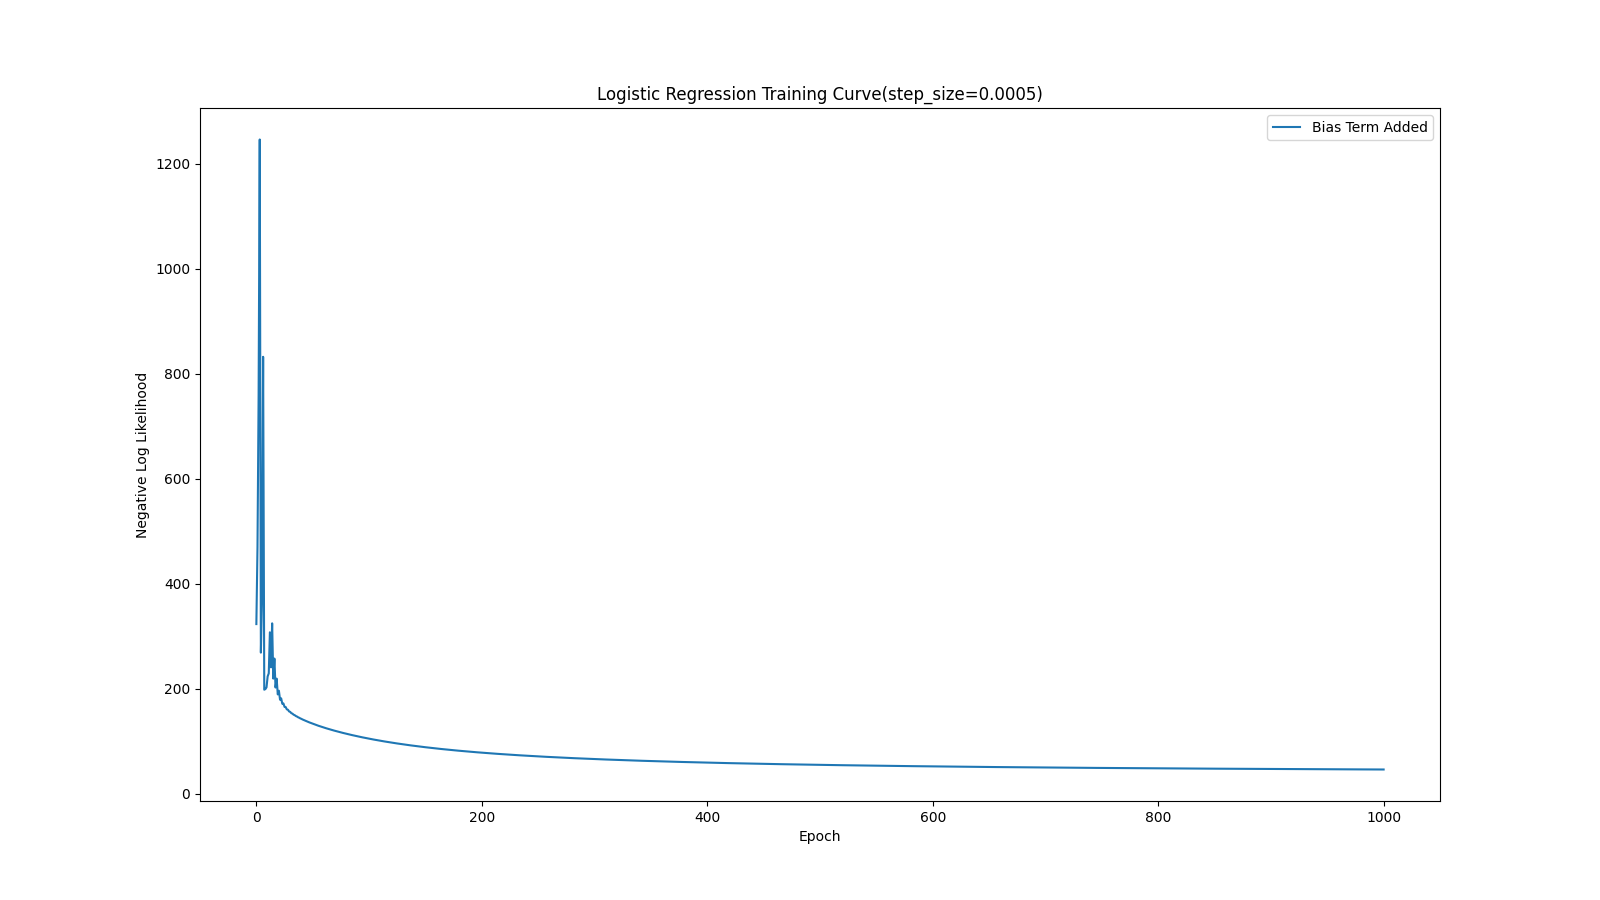 Logistic Regression Training Curve(step_size=0.0005)
Bias Term Added
1200
1000
800
600
400
200
0
Negative Log Likelihood
0 200 400 600 800 1000
Epoch